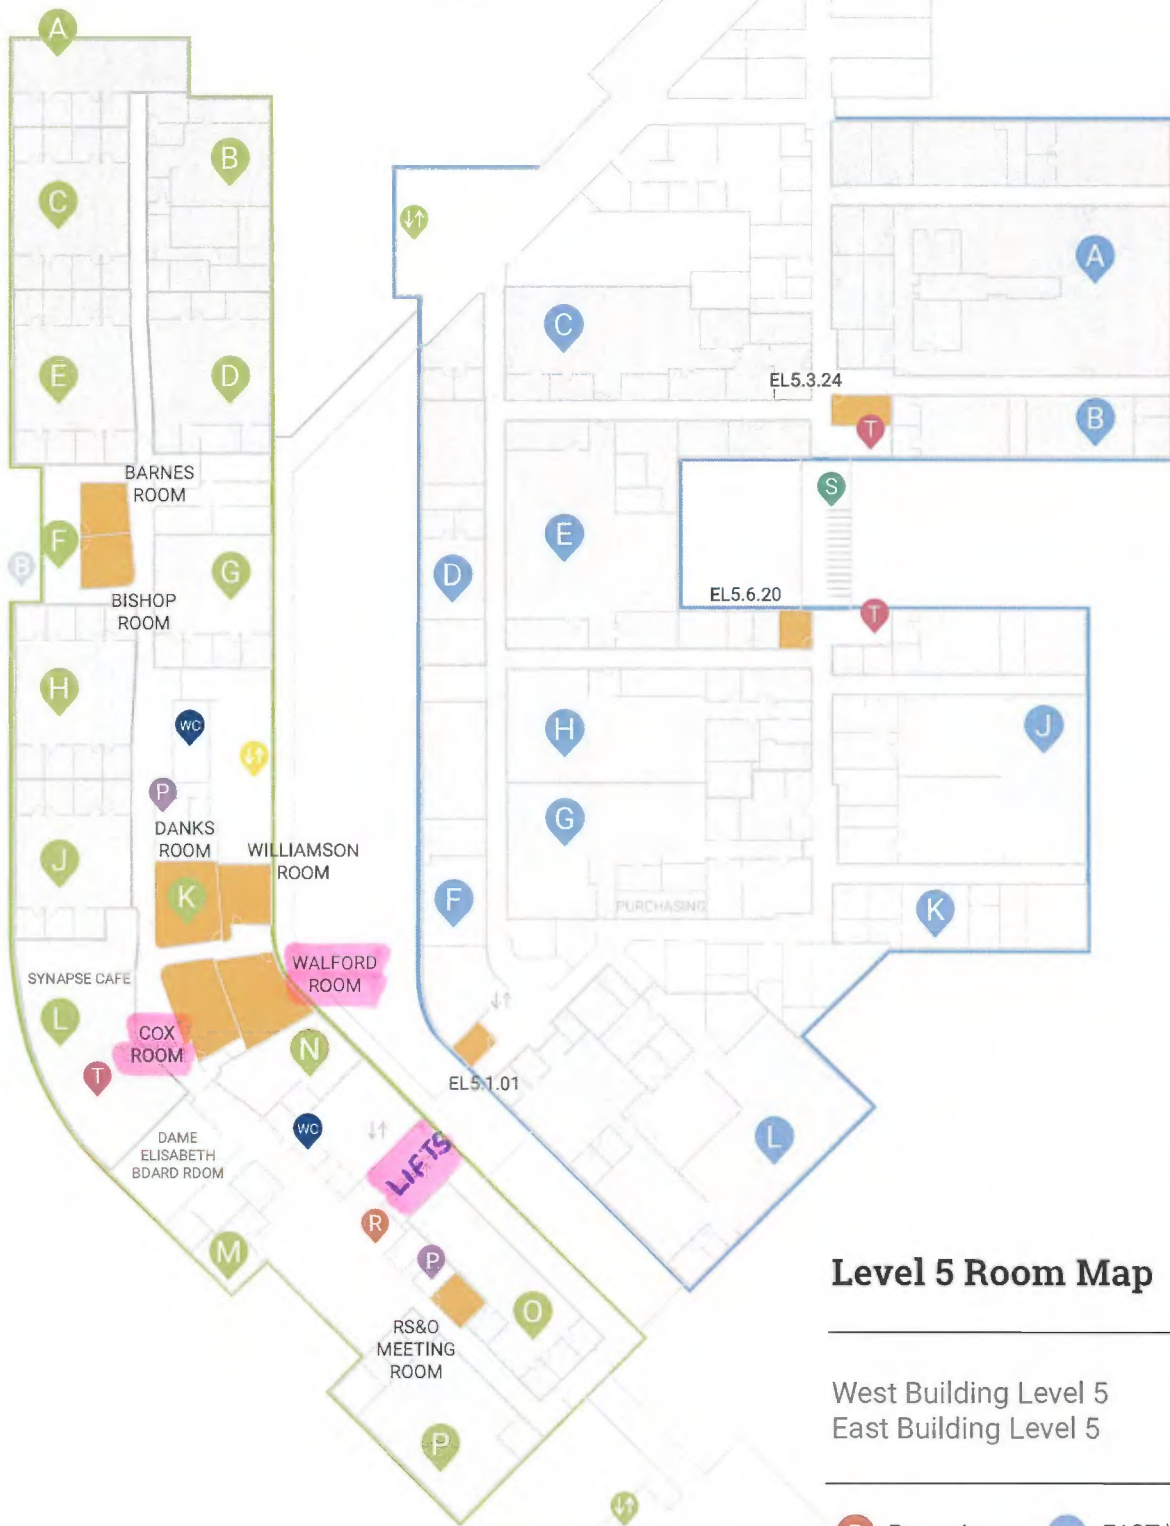 A
B
C
A
C
EL5.3.24
E
D
B
T
BARNES
ROOM
S
F
E
G
B
D
BISHOP
ROOM
EL5.6.20
T
H
WC
H
J
P
DANKS
ROOM
WILLIAMSON
ROOM
G
J
K
F
PURCHASING
K
SYNAPSE CAFE
WALFORD
ROOM
L
COX
ROOM
N
T
EL5.1.01
WC
L
DAME
ELISABETH
BDARD RDOM
LIFTS
R
M
P
O
RS&O
MEETING
ROOM
P
Level 5 Room Map
West Building Level 5
East Building Level 5